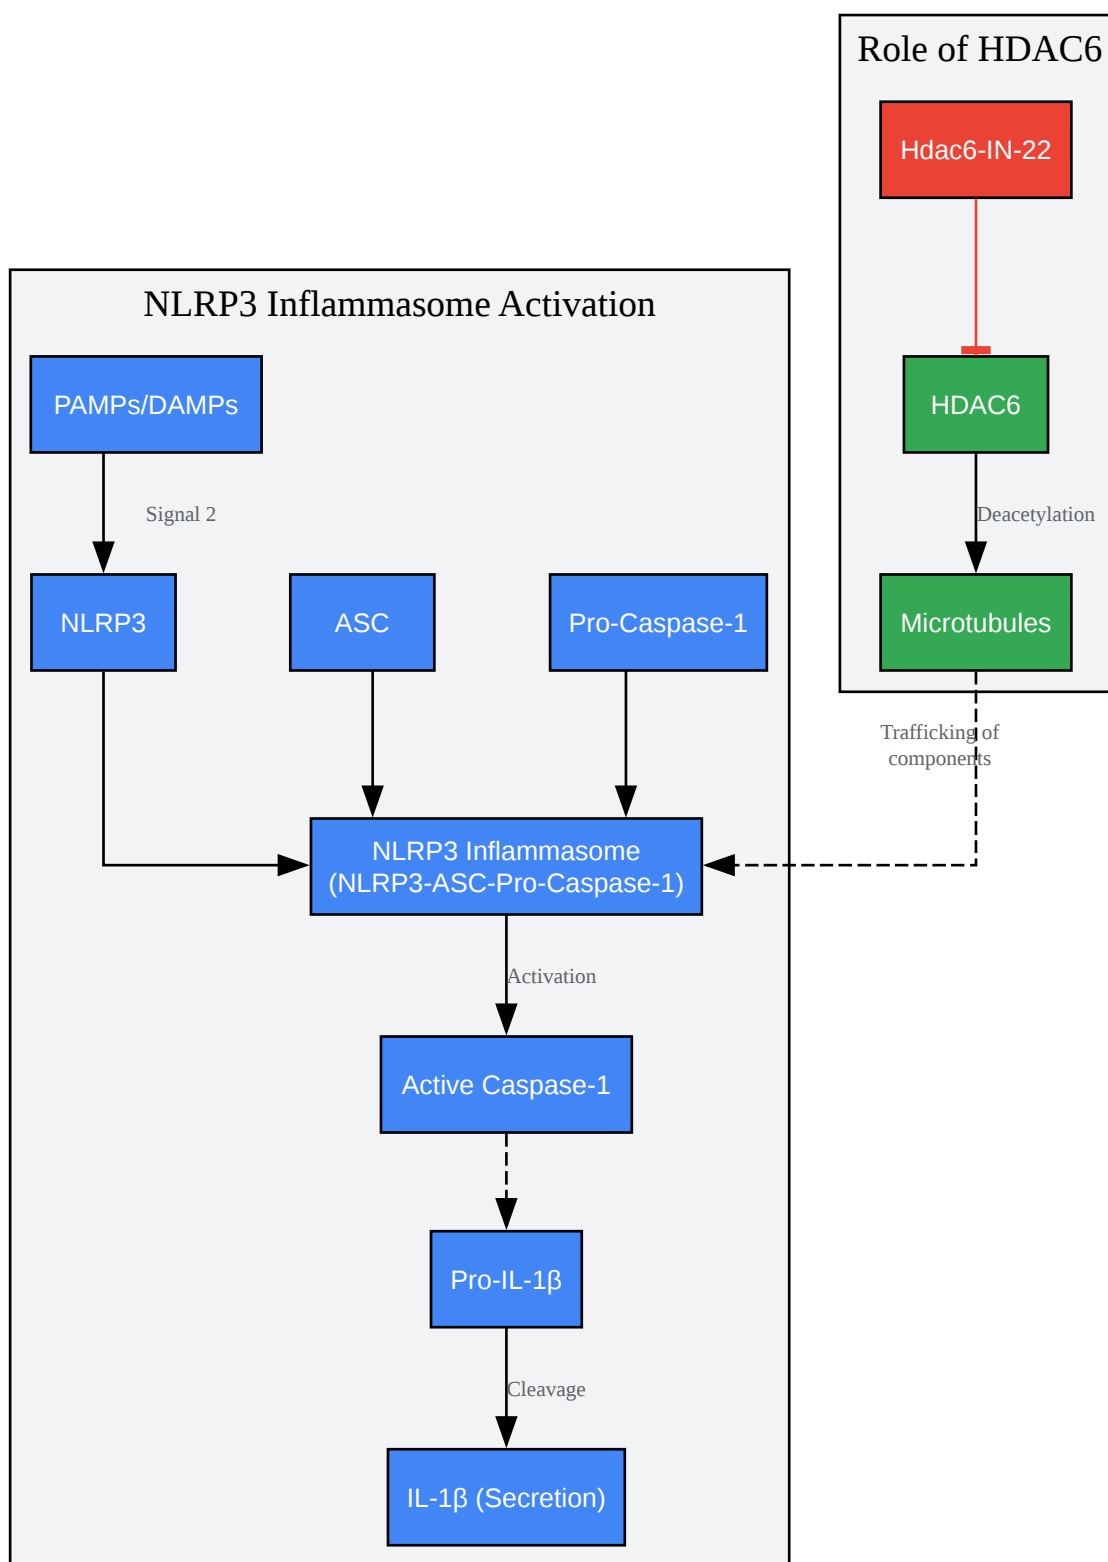 Role of HDAC6
Hdac6-IN-22
NLRP3 Inflammasome Activation
PAMPs/DAMPs
HDAC6
Signal 2
Deacetylation
NLRP3
ASC
Pro-Caspase-1
Microtubules
Trafficking of
components
NLRP3 Inflammasome
(NLRP3-ASC-Pro-Caspase-1)
Activation
Active Caspase-1
Pro-IL-1β
Cleavage
IL-1β (Secretion)